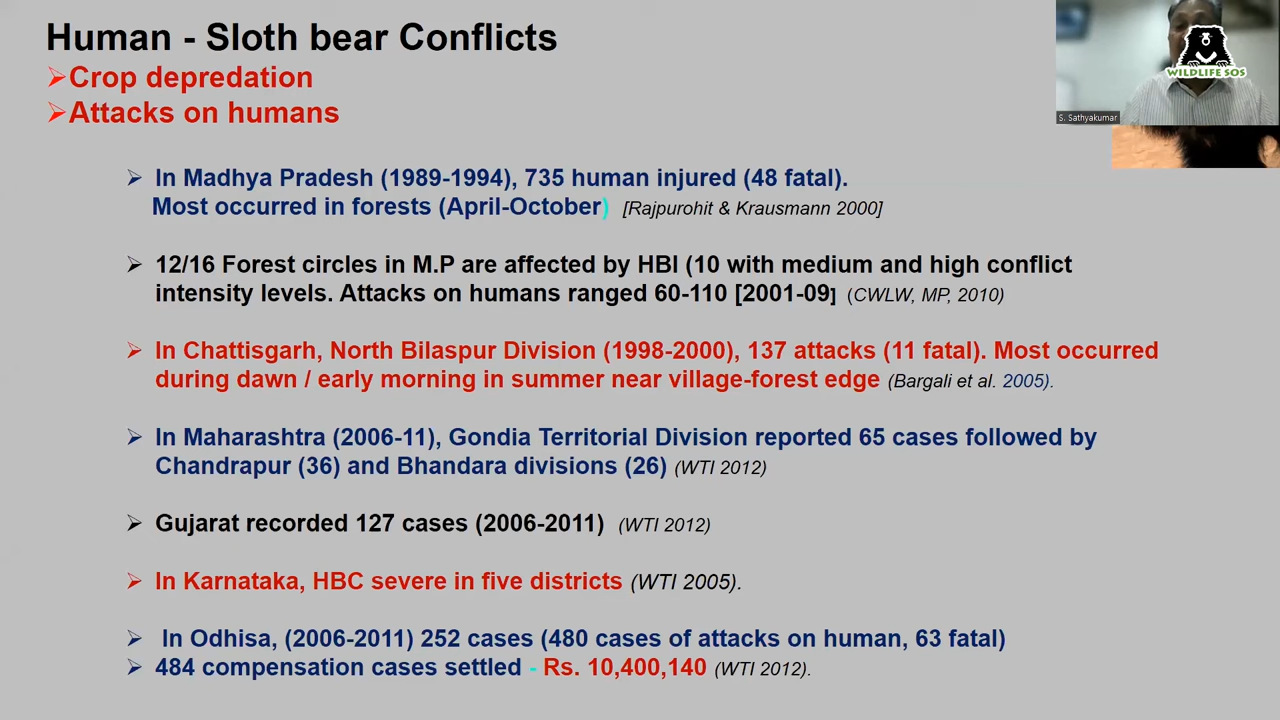 Human - Sloth bear Conflicts
➢Crop depredation
➢Attacks on humans
WILDLIFE SOS
S. Sathyakumar
➢ In Madhya Pradesh (1989-1994), 735 human injured (48 fatal).
Most occurred in forests (April-October) [Rajpurohit & Krausmann 2000]
➢ 12/16 Forest circles in M.P are affected by HBI (10 with medium and high conflict
intensity levels. Attacks on humans ranged 60-110 [2001-09] (CWLW, MP, 2010)
➢ In Chattisgarh, North Bilaspur Division (1998-2000), 137 attacks (11 fatal). Most occurred
during dawn / early morning in summer near village-forest edge (Bargali et al. 2005).
➢ In Maharashtra (2006-11), Gondia Territorial Division reported 65 cases followed by
Chandrapur (36) and Bhandara divisions (26) (WTI 2012)
➢ Gujarat recorded 127 cases (2006-2011) (WTI 2012)
➢ In Karnataka, HBC severe in five districts (WTI 2005).
➢ In Odhisa, (2006-2011) 252 cases (480 cases of attacks on human, 63 fatal)
➢ 484 compensation cases settled - Rs. 10,400,140 (WTI 2012).